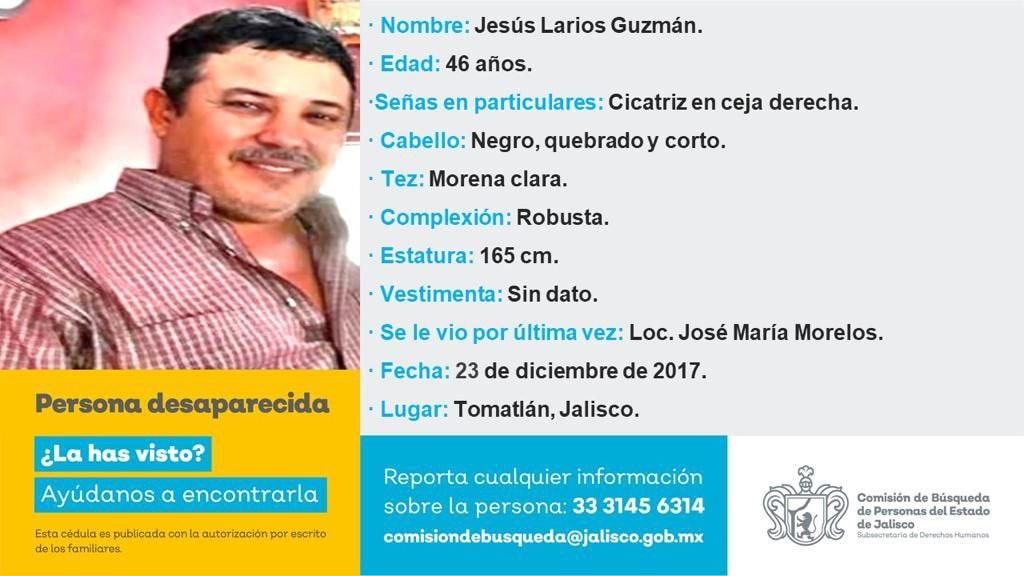 · Nombre: Jesús Larios Guzmán.
· Edad: 46 años.
·Señas en particulares: Cicatriz en ceja derecha.
· Cabello: Negro, quebrado y corto.
· Tez: Morena clara.
· Complexión: Robusta.
· Estatura: 165 cm.
· Vestimenta: Sin dato.
· Se le vio por última vez: Loc. José María Morelos.
· Fecha: 23 de diciembre de 2017.
· Lugar: Tomatlán, Jalisco.
Persona desaparecida
¿La has visto?
Ayúdanos a encontrarla
Esta cédula es publicada con la autorización por escrito
de los familiares.
Reporta cualquier información
sobre la persona: 33 3145 6314
comisiondebusqueda@jalisco.gob.mx
Comisión de Búsqueda
de Personas del Estado
de Jalisco
Subsecretaría de Derechos Humanos